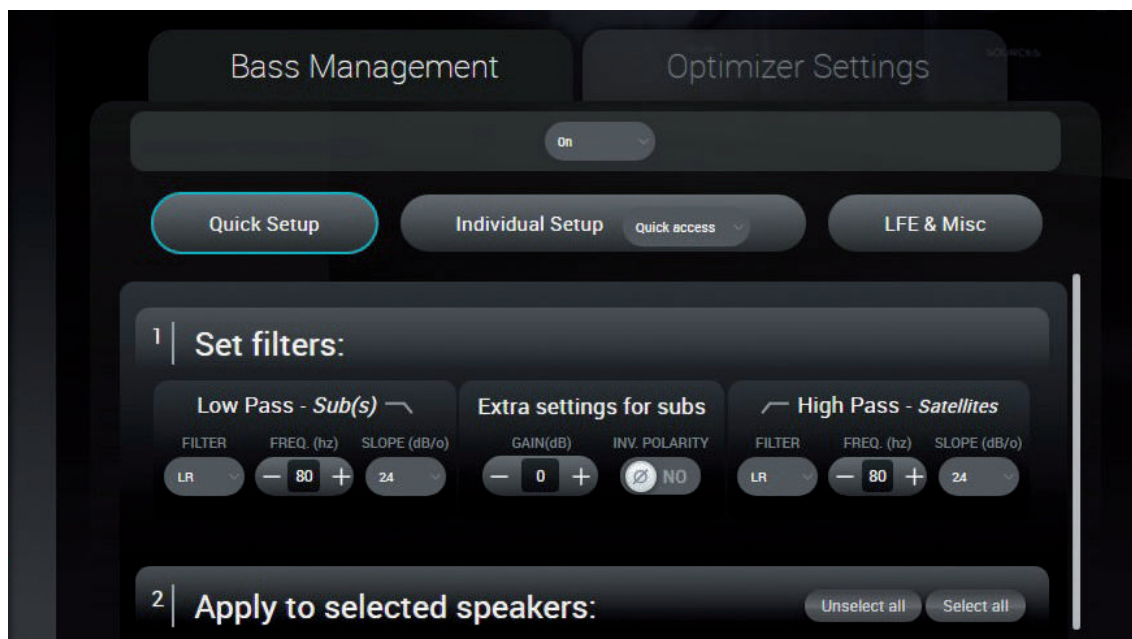 Bass Management
Optimizer Settings
SOURCES
On
Quick Setup
Individual Setup Quick access
LFE & Misc
1 Set filters:
Low Pass - Sub(s)
Extra settings for subs
High Pass - Satellites
FILTER FREQ. (hz) SLOPE (dB/o)
GAIN(dB) INV. POLARITY
FILTER FREQ. (hz) SLOPE (dB/o)
LR − 80 + 24
− 0 + Ø NO
LR − 80 + 24
2 Apply to selected speakers:
Unselect all Select all